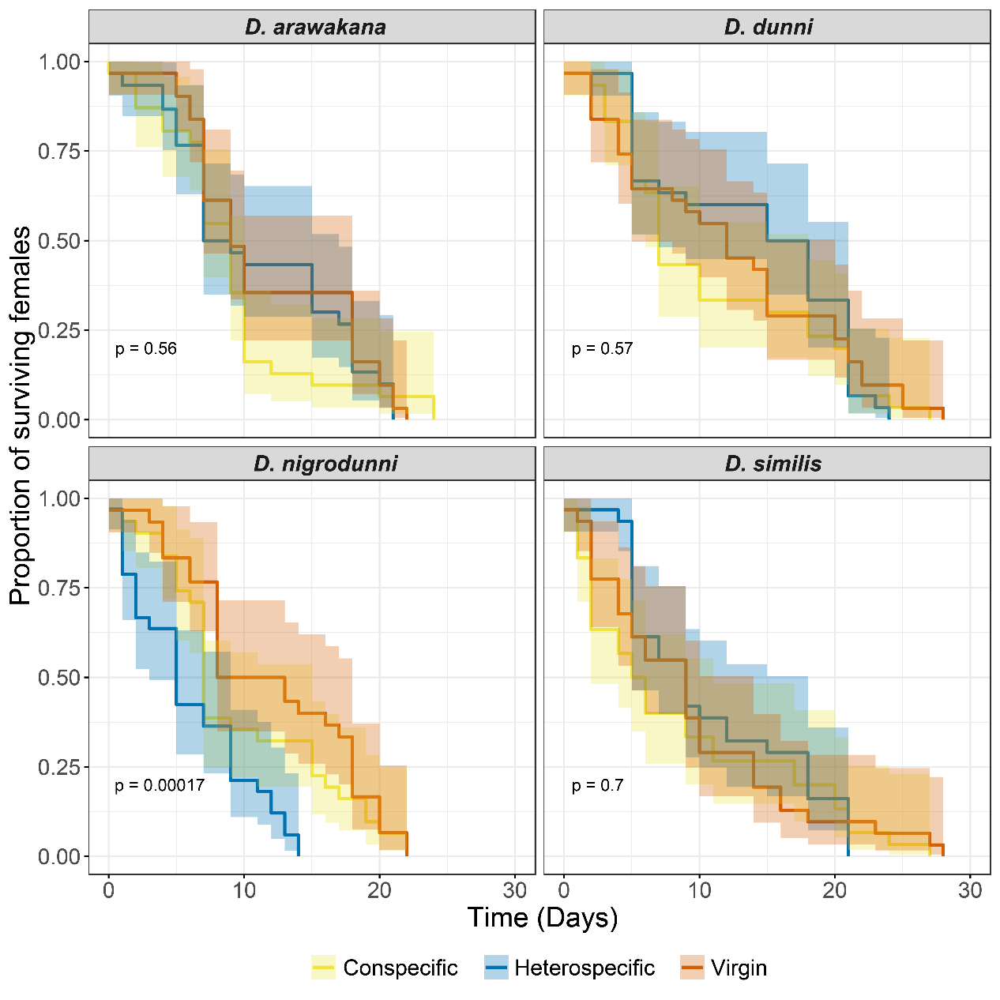 D. arawakana
D. dunni
Proportion of surviving females
1.00
0.75
0.50
0.25
0.00
p = 0.56
p = 0.57
D. nigrodunni
D. similis
1.00
0.75
0.50
0.25
0.00
p = 0.00017
p = 0.7
0 10 20 30
0 10 20 30
Time (Days)
Conspecific Heterospecific Virgin